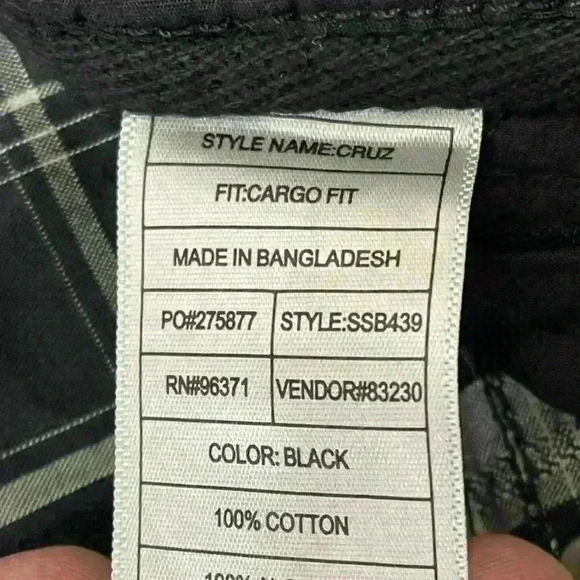 STYLE NAME:CRUZ
FIT:CARGO FIT
MADE IN BANGLADESH
PO#275877 STYLE:SSB439
RN#96371 VENDOR#83230
COLOR: BLACK
100% COTTON